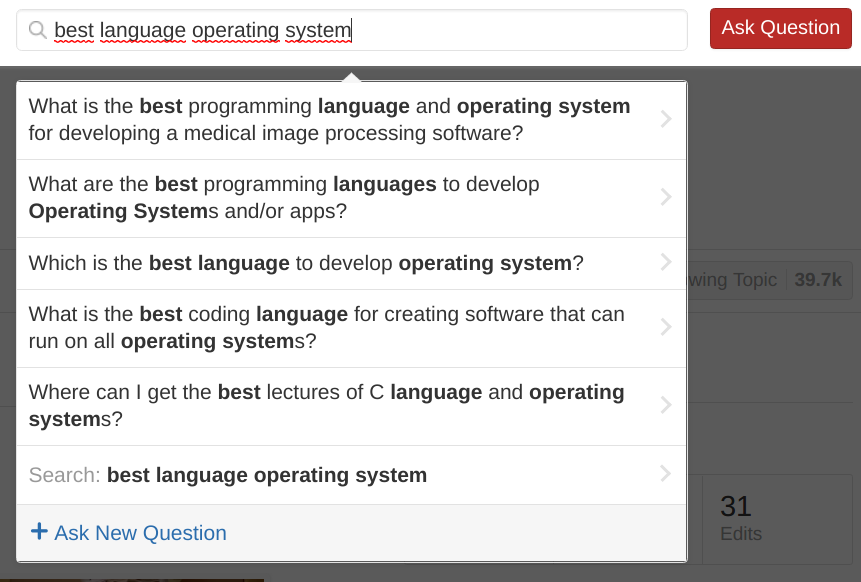 best language operating system
Ask Question
What is the best programming language and operating system
for developing a medical image processing software?
What are the best programming languages to develop
Operating Systems and/or apps?
Which is the best language to develop operating system?
wing Topic 39.7k
What is the best coding language for creating software that can
run on all operating systems?
Where can I get the best lectures of C language and operating
systems?
Search: best language operating system
31
Edits
+ Ask New Question